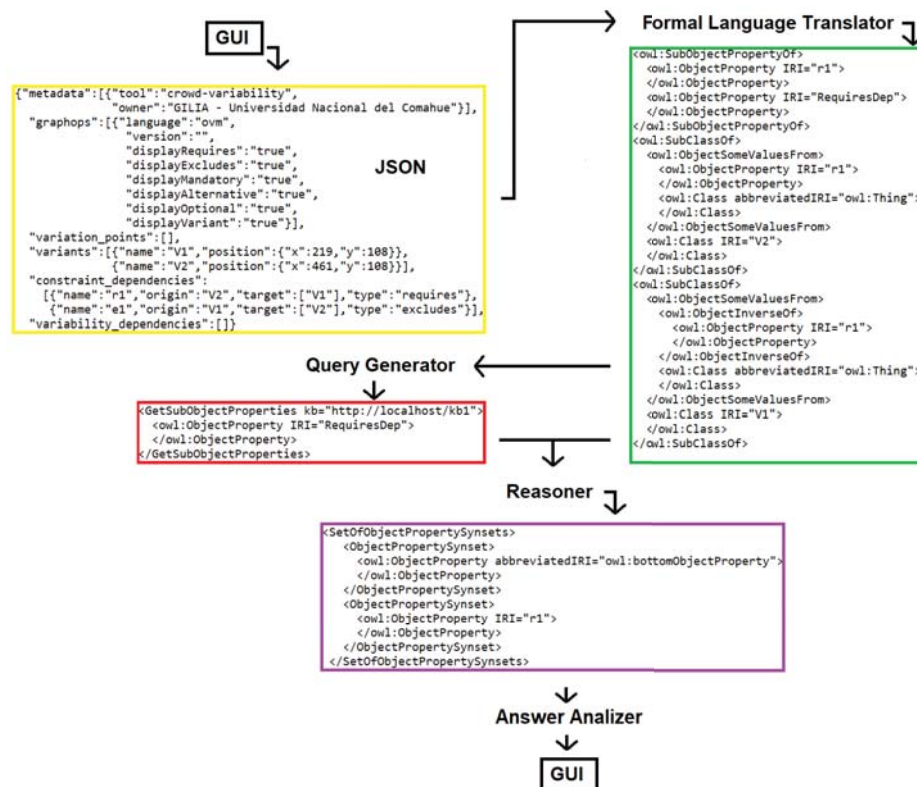 GUI
{"metadata":[{"tool":"crowd-variability",
"owner":"GILIA - Universidad Nacional del Comahue"}],
"graphops":[{"language":"ovm",
"version":"",
"displayRequires":"true",
"displayExcludes":"true",
"displayMandatory":"true",
"displayAlternative":"true",
"displayOptional":"true",
"displayVariant":"true"}],
"variation_points":[],
"variants":[{"name":"V1","position":{"x":219,"y":108}},
{"name":"V2","position":{"x":461,"y":108}}],
"constraint_dependencies":
[{"name":"r1","origin":"V2","target":["V1"],"type":"requires"},
{"name":"e1","origin":"V1","target":["V2"],"type":"excludes"}],
"variability_dependencies":[]}
JSON
Formal Language Translator
<owl:SubObjectPropertyOf>
<owl:ObjectProperty IRI="r1">
</owl:ObjectProperty>
<owl:ObjectProperty IRI="RequiresDep">
</owl:ObjectProperty>
</owl:SubObjectPropertyOf>
<owl:SubClassOf>
<owl:ObjectSomeValuesFrom>
<owl:ObjectProperty IRI="r1">
</owl:ObjectProperty>
<owl:Class abbreviatedIRI="owl:Thing">
</owl:Class>
</owl:ObjectSomeValuesFrom>
<owl:Class IRI="V2">
</owl:Class>
</owl:SubClassOf>
<owl:SubClassOf>
<owl:ObjectSomeValuesFrom>
<owl:ObjectInverseOf>
<owl:ObjectProperty IRI="r1">
</owl:ObjectProperty>
</owl:ObjectInverseOf>
<owl:Class abbreviatedIRI="owl:Thing">
</owl:Class>
</owl:ObjectSomeValuesFrom>
<owl:Class IRI="V1">
</owl:Class>
</owl:SubClassOf>
Query Generator
<GetSubObjectProperties kb="http://localhost/kb1">
<owl:ObjectProperty IRI="RequiresDep">
</owl:ObjectProperty>
</GetSubObjectProperties>
Reasoner
<SetOfObjectPropertySynsets>
<ObjectPropertySynset>
<owl:ObjectProperty abbreviatedIRI="owl:bottomObjectProperty">
</owl:ObjectProperty>
</ObjectPropertySynset>
<ObjectPropertySynset>
<owl:ObjectProperty IRI="r1">
</owl:ObjectProperty>
</ObjectPropertySynset>
</SetOfObjectPropertySynsets>
Answer Analizer
GUI